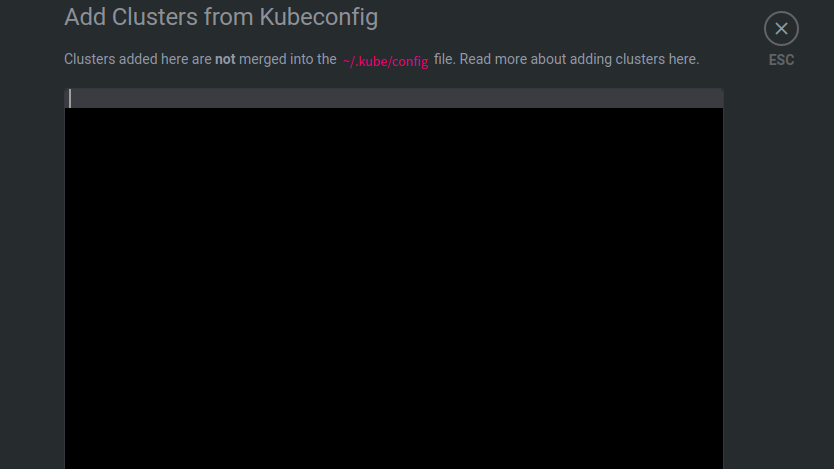 Add Clusters from Kubeconfig
Clusters added here are not merged into the ~/.kube/config file. Read more about adding clusters here.
ESC